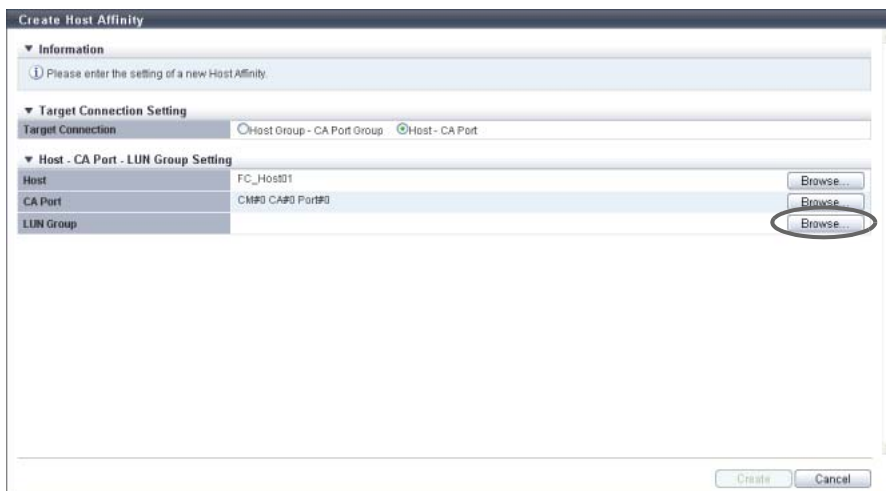 Create Host Affinity
▼ Information
Please enter the setting of a new Host Affinity.
▼ Target Connection Setting
Target Connection Host Group - CA Port Group Host - CA Port
▼ Host - CA Port - LUN Group Setting
Host FC_Host01 Browse...
CA Port CM#0 CA#0 Port#0 Browse...
LUN Group Browse...
Create Cancel